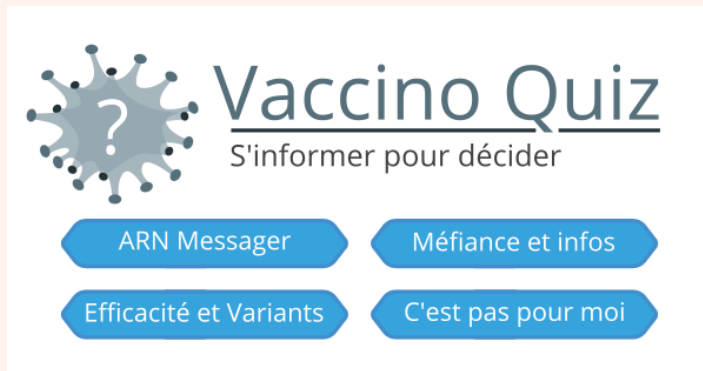 ?
Vaccino Quiz
S'informer pour décider
ARN Messager
Méfiance et infos
Efficacité et Variants
C'est pas pour moi